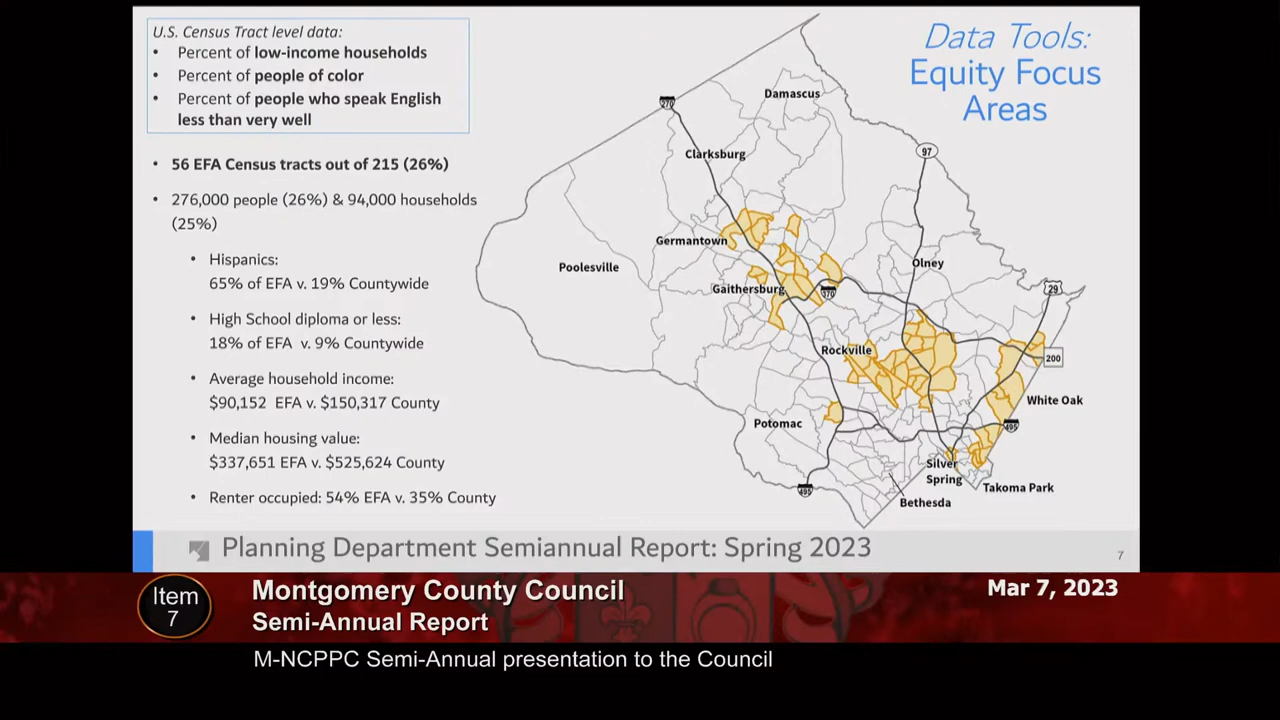 U.S. Census Tract level data:
• Percent of low-income households
• Percent of people of color
• Percent of people who speak English
less than very well
• 56 EFA Census tracts out of 215 (26%)
• 276,000 people (26%) & 94,000 households
(25%)
• Hispanics:
65% of EFA v. 19% Countywide
• High School diploma or less:
18% of EFA v. 9% Countywide
• Average household income:
$90,152 EFA v. $150,317 County
• Median housing value:
$337,651 EFA v. $525,624 County
• Renter occupied: 54% EFA v. 35% County
Data Tools:
Equity Focus
Areas
Damascus
270
Clarksburg
97
Germantown
Poolesville
Olney
Gaithersburg
370
29
Rockville
200
White Oak
Potomac
495
Silver
Spring
Takoma Park
495
Bethesda
Planning Department Semiannual Report: Spring 2023
7
Item
7
Montgomery County Council
Semi-Annual Report
Mar 7, 2023
M-NCPPC Semi-Annual presentation to the Council